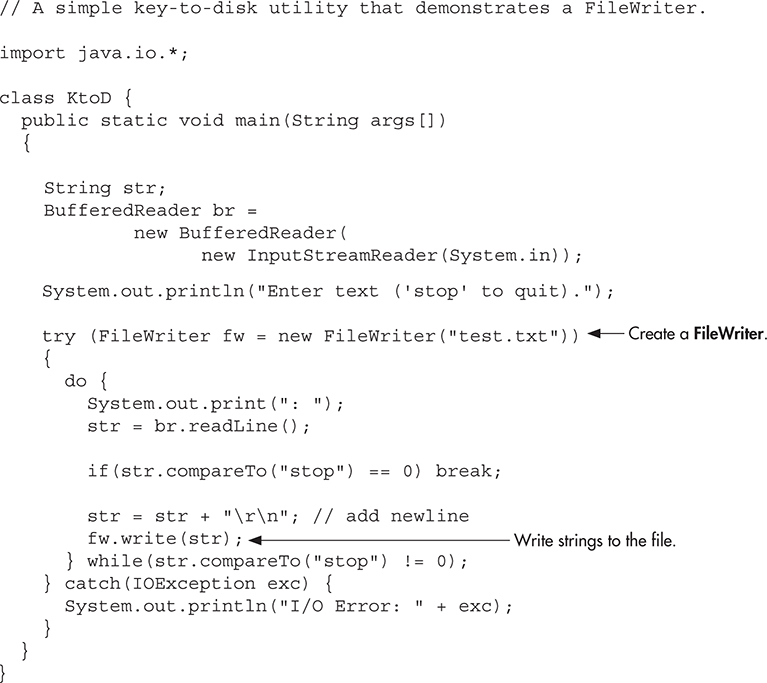 // A simple key-to-disk utility that demonstrates a FileWriter.
import java.io.*;
class KtoD {
public static void main(String args[])
{
String str;
BufferedReader br =
new BufferedReader(
new InputStreamReader(System.in));
System.out.println("Enter text ('stop' to quit).");
try (FileWriter fw = new FileWriter("test.txt")) Create a FileWriter.
{
do {
System.out.print(": ");
str = br.readLine();
if(str.compareTo("stop") == 0) break;
str = str + "\r\n"; // add newline
fw.write(str); Write strings to the file.
} while(str.compareTo("stop") != 0);
} catch(IOException exc) {
System.out.println("I/O Error: " + exc);
}
}
}